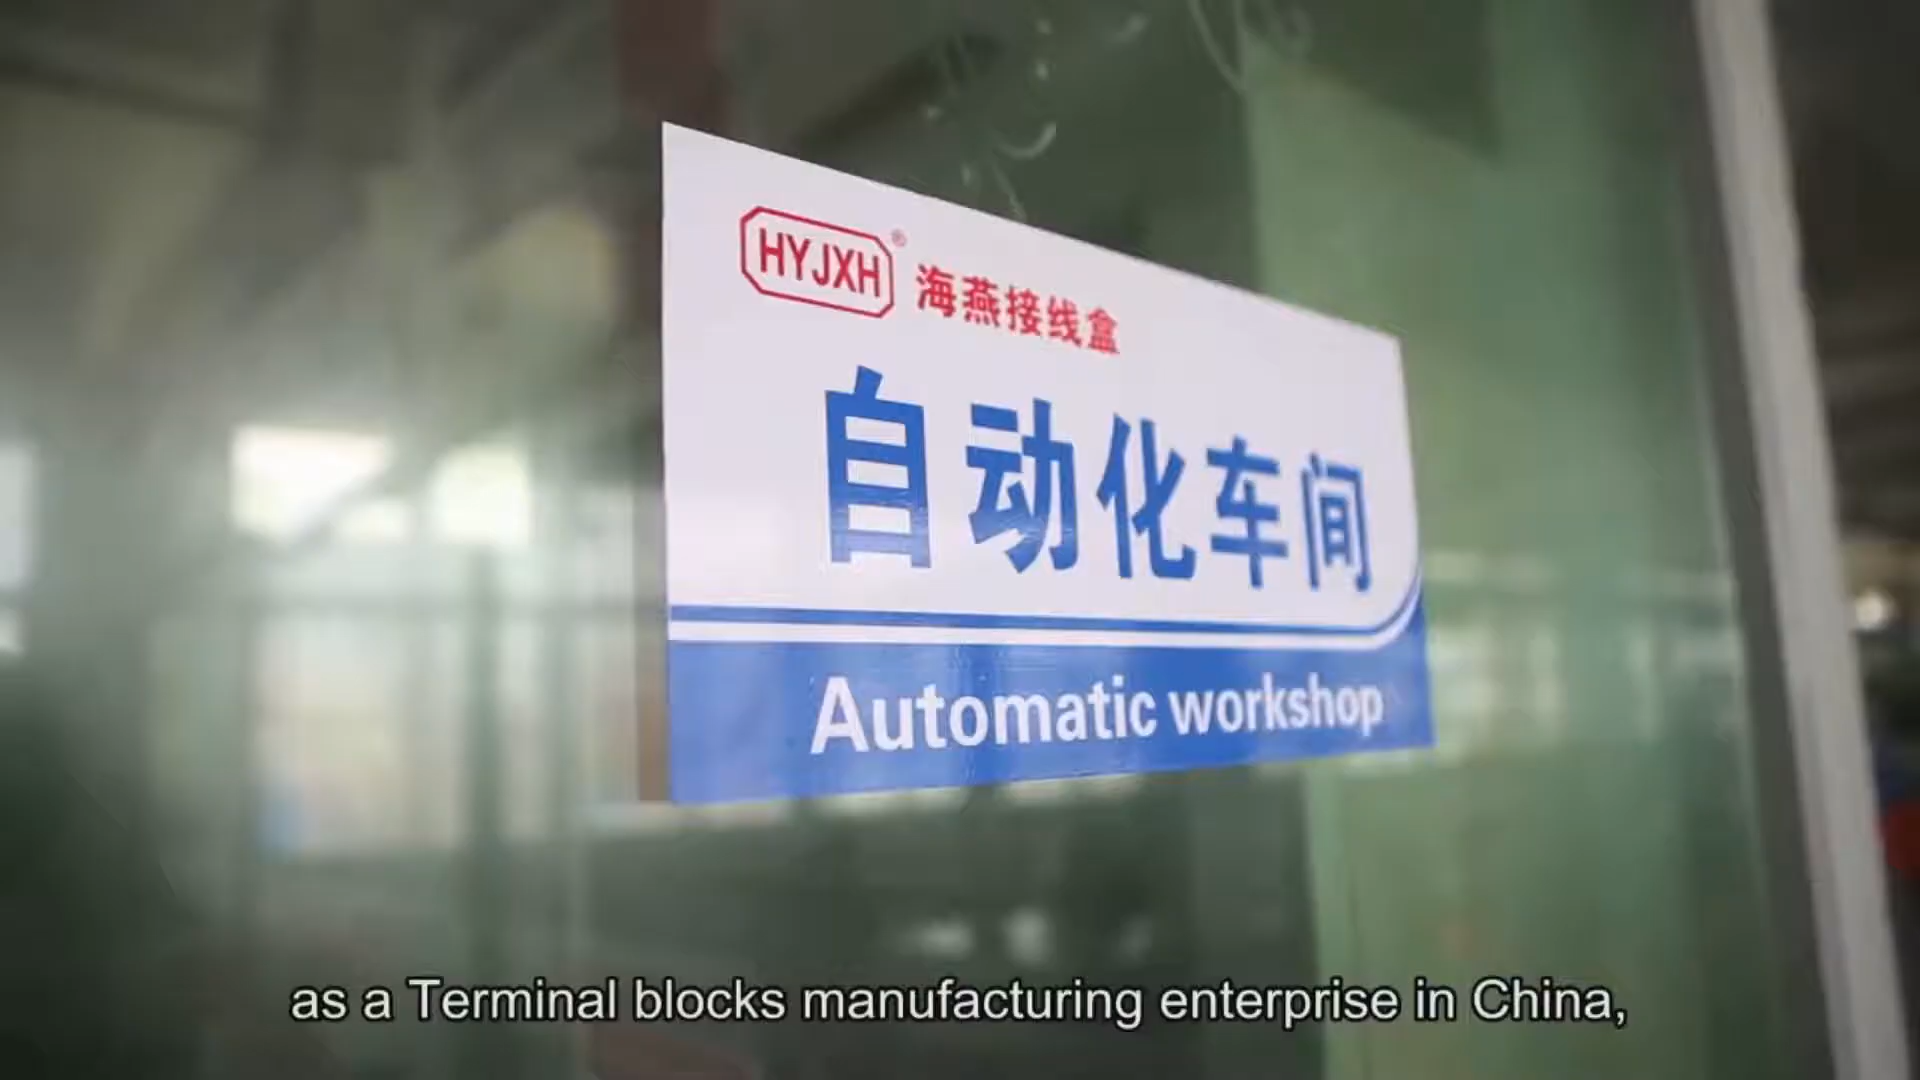 HYJXH® 海燕接线盒
自动化车间
Automatic workshop
as a Terminal blocks manufacturing enterprise in China,